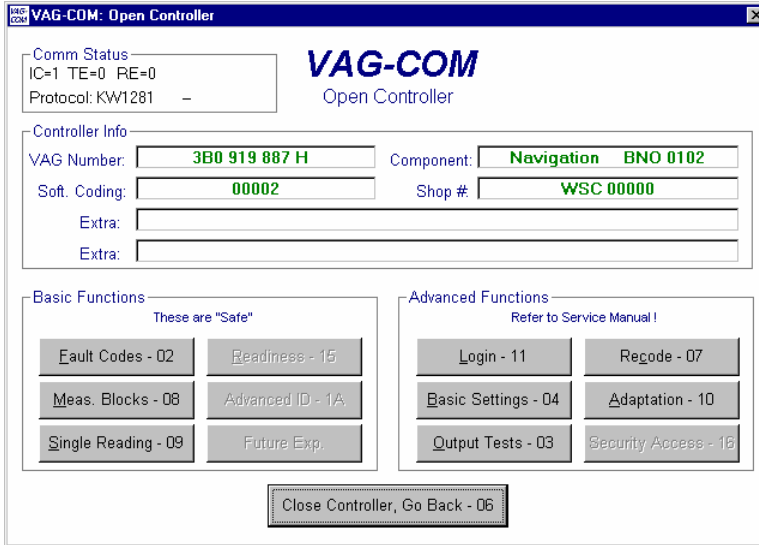 VAG-COM: Open Controller
Comm Status
IC=1 TE=0 RE=0
Protocol: KW1281 –
VAG-COM
Open Controller
Controller Info
VAG Number: 3B0 919 887 H Component: Navigation BNO 0102
Soft. Coding: 00002 Shop #: WSC 00000
Extra:
Extra:
Basic Functions
These are "Safe"
Fault Codes - 02 Readiness - 15
Meas. Blocks - 08 Advanced ID - 1A
Single Reading - 09 Future Exp.
Advanced Functions
Refer to Service Manual !
Login - 11 Recode - 07
Basic Settings - 04 Adaptation - 10
Output Tests - 03 Security Access - 16
Close Controller, Go Back - 06